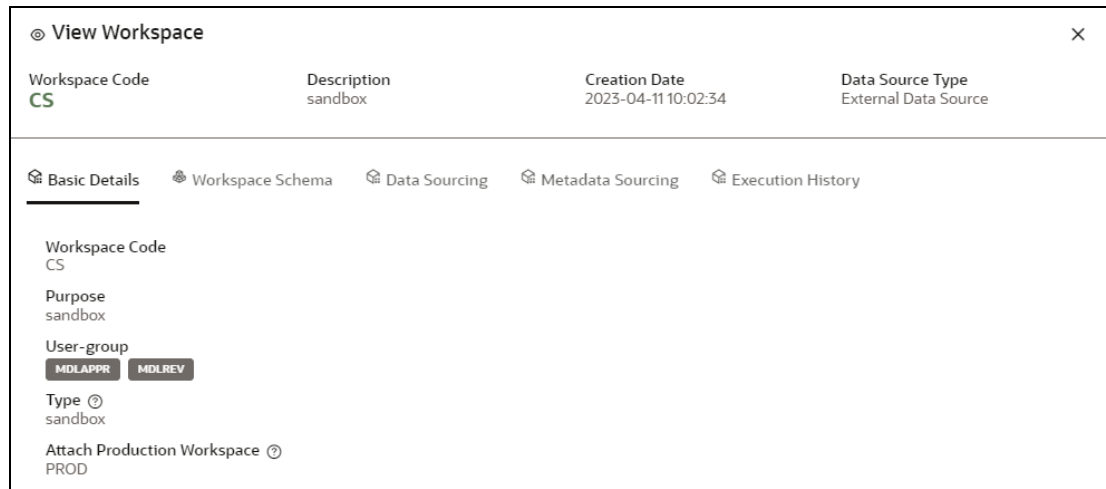 View Workspace
Workspace Code Description Creation Date Data Source Type
CS sandbox 2023-04-11 10:02:34 External Data Source
Basic Details Workspace Schema Data Sourcing Metadata Sourcing Execution History
Workspace Code
CS
Purpose
sandbox
User-group
MDLAPPR MDLREV
Type
sandbox
Attach Production Workspace
PROD